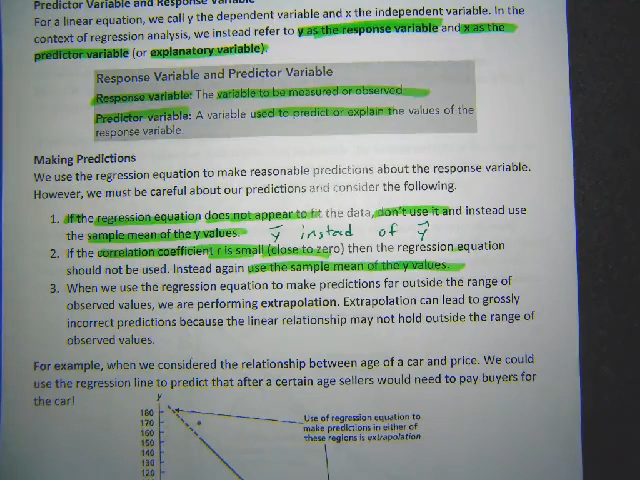 Predictor Variable and Response Variable
For a linear equation, we call y the dependent variable and x the independent variable. In the
context of regression analysis, we instead refer to y as the response variable and x as the
predictor variable (or explanatory variable).
Response Variable and Predictor Variable
Response variable: The variable to be measured or observed
Predictor variable: A variable used to predict or explain the values of the
response variable.
Making Predictions
We use the regression equation to make reasonable predictions about the response variable.
However, we must be careful about our predictions and consider the following.
1. If the regression equation does not appear to fit the data, don't use it and instead use
the sample mean of the y values. ȳ instead of ŷ
2. If the correlation coefficient r is small (close to zero) then the regression equation
should not be used. Instead again use the sample mean of the y values.
3. When we use the regression equation to make predictions far outside the range of
observed values, we are performing extrapolation. Extrapolation can lead to grossly
incorrect predictions because the linear relationship may not hold outside the range of
observed values.
For example, when we considered the relationship between age of a car and price. We could
use the regression line to predict that after a certain age sellers would need to pay buyers for
the car!
y
180
170
160
150
140
130
120
Use of regression equation to
make predictions in either of
these regions is extrapolation